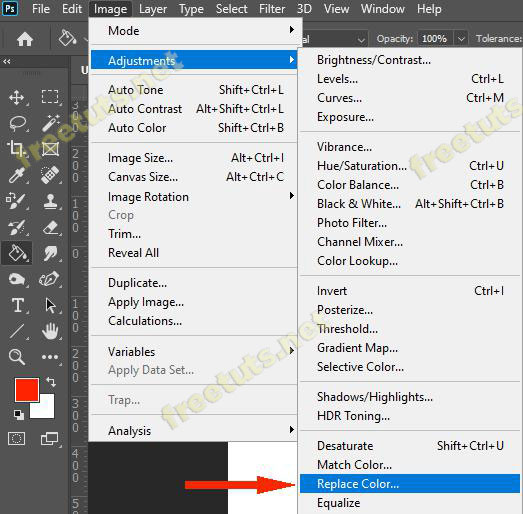 Ps File Edit Image Layer Type Select Filter 3D View Window Help
Opacity: 100% Tolerance:
Mode
Adjustments
Auto Tone Shift+Ctrl+L
Auto Contrast Alt+Shift+Ctrl+L
Auto Color Shift+Ctrl+B
Image Size... Alt+Ctrl+I
Canvas Size... Alt+Ctrl+C
Image Rotation
Crop
Trim...
Reveal All
Duplicate...
Apply Image...
Calculations...
Variables
Apply Data Set...
Trap...
Analysis
Brightness/Contrast...
Levels... Ctrl+L
Curves... Ctrl+M
Exposure...
Vibrance...
Hue/Saturation... Ctrl+U
Color Balance... Ctrl+B
Black & White... Alt+Shift+Ctrl+B
Photo Filter...
Channel Mixer...
Color Lookup...
Invert Ctrl+I
Posterize...
Threshold...
Gradient Map...
Selective Color...
Shadows/Highlights...
HDR Toning...
Desaturate Shift+Ctrl+U
Match Color...
Replace Color...
Equalize
freetuts.net
freetuts.net
freetuts.net